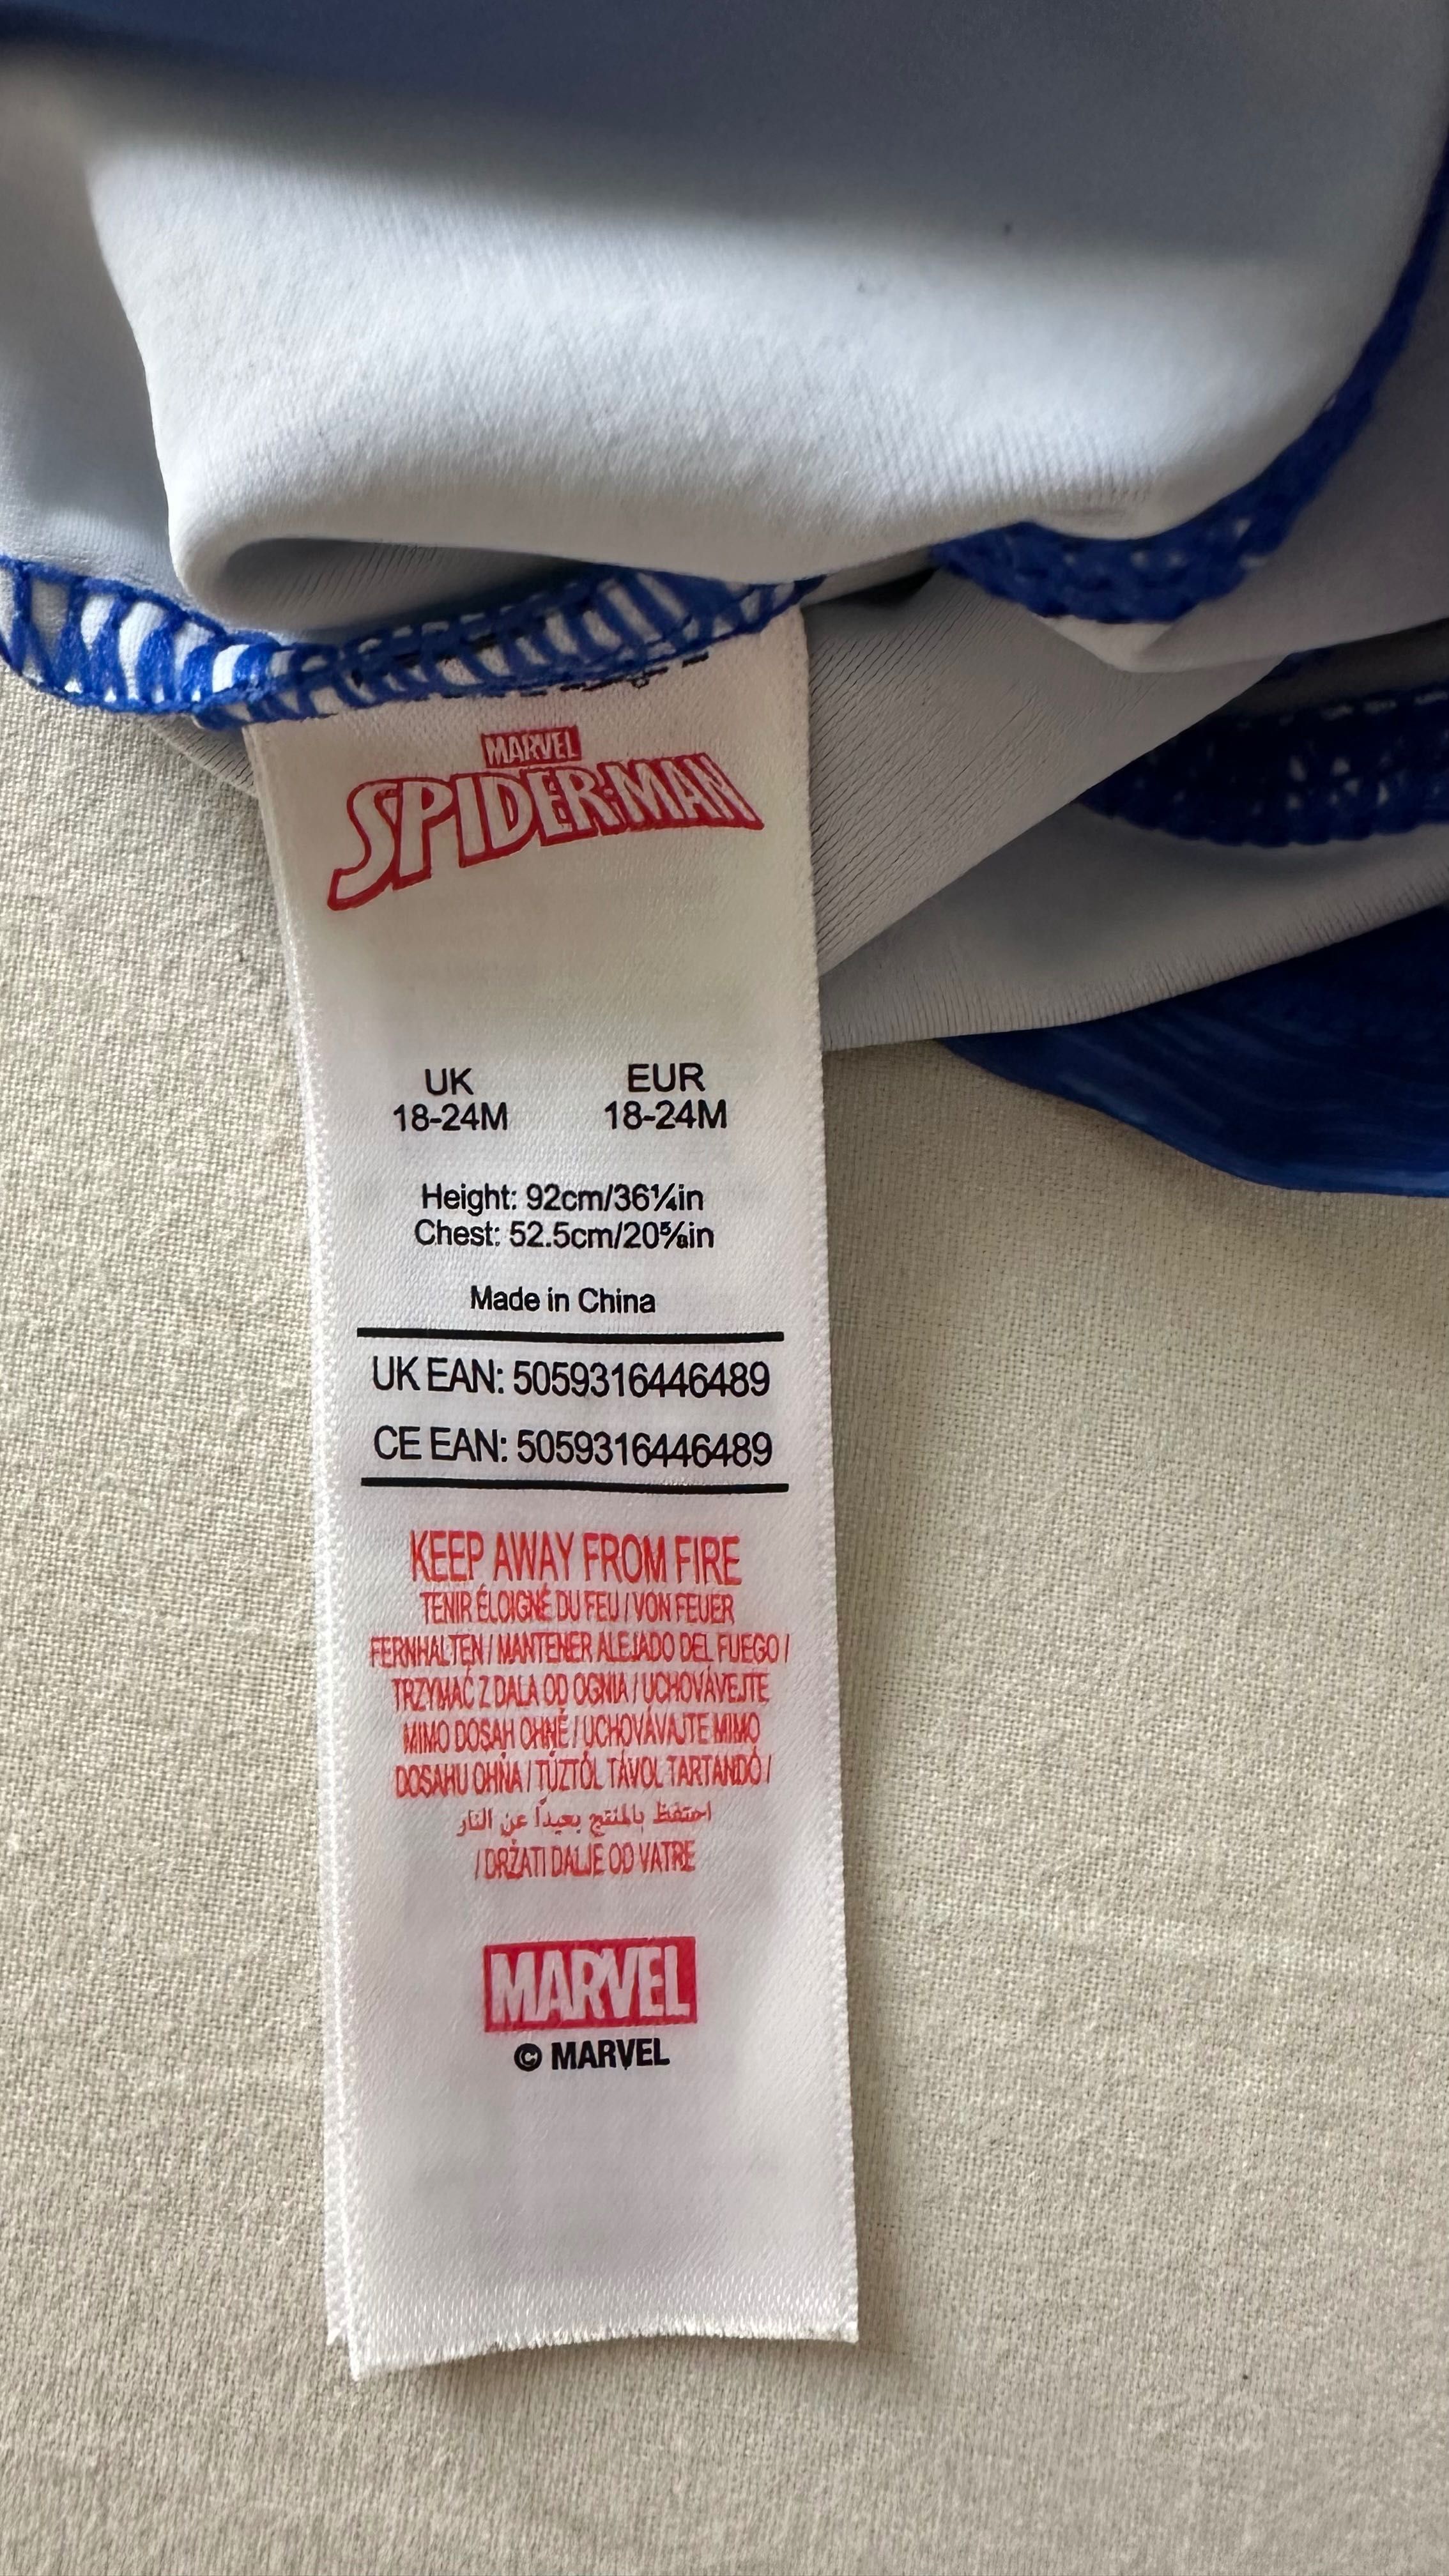 MARVEL
SPIDER-MAN
UK EUR
18-24M 18-24M
Height: 92cm/36¼in
Chest: 52.5cm/20⅝in
Made in China
UK EAN: 5059316446489
CE EAN: 5059316446489
KEEP AWAY FROM FIRE
TENIR ÉLOIGNÉ DU FEU / VON FEUER
FERNHALTEN / MANTENER ALEJADO DEL FUEGO /
TRZYMAĆ Z DALA OD OGNIA / UCHOVÁVEJTE
MIMO DOSAH OHNĚ / UCHOVÁVAJTE MIMO
DOSAHU OHŇA / TŰZTŐL TÁVOL TARTANDÓ /
احتفظ بالمنتج بعيداً عن النار
/ DRŽATI DALJE OD VATRE
MARVEL
© MARVEL